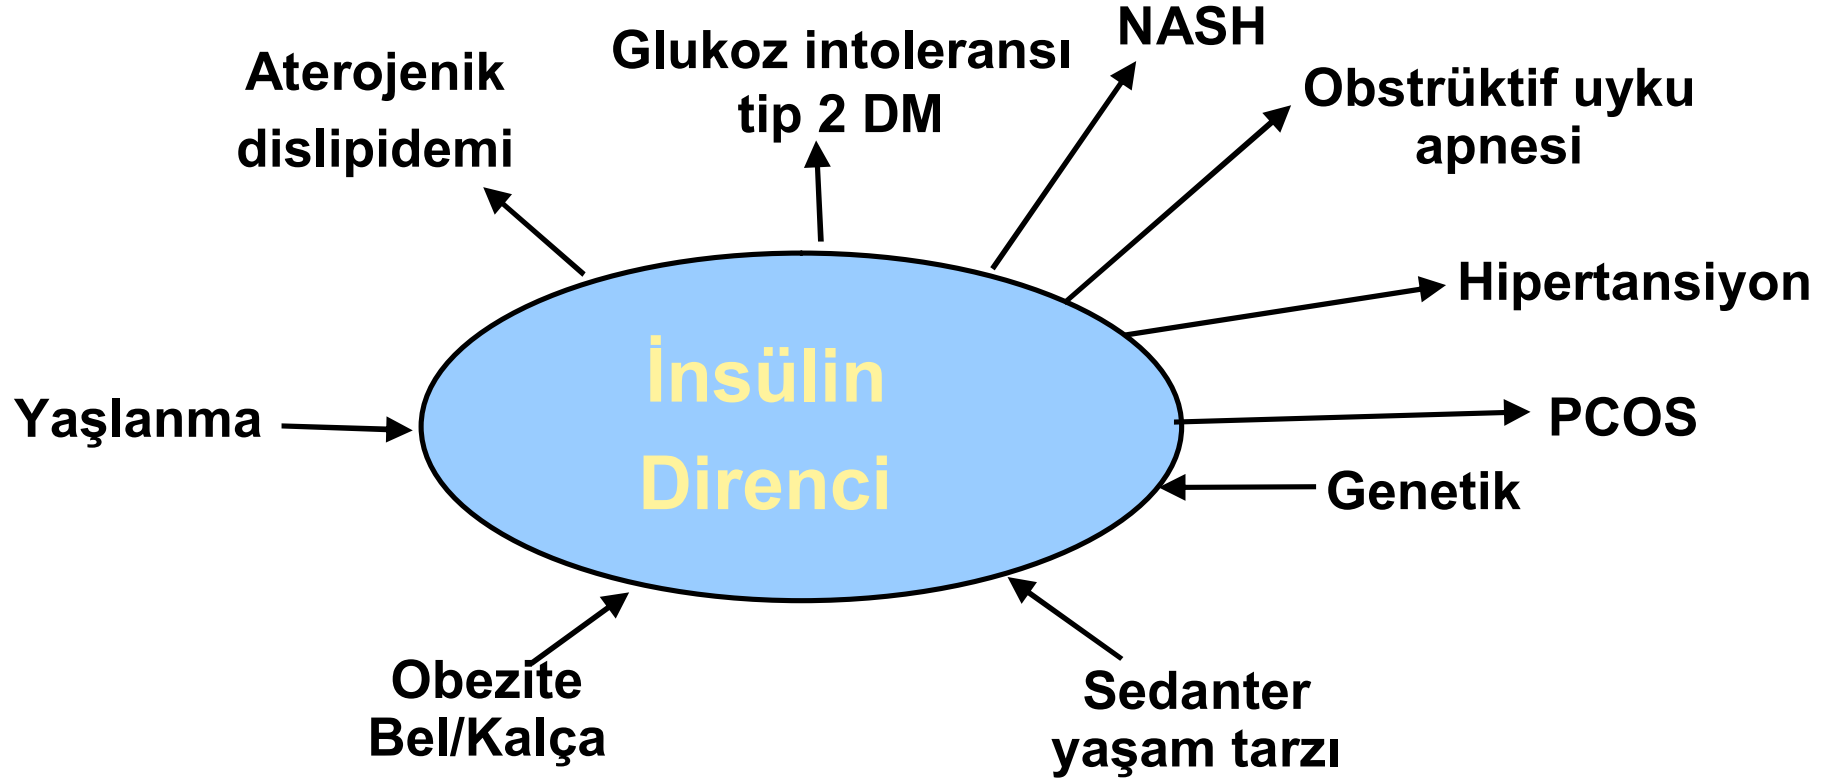 NASH
Glukoz intoleransı
tip 2 DM
Aterojenik
dislipidemi
Obstrüktif uyku
apnesi
Hipertansiyon
İnsülin
Direnci
Yaşlanma
PCOS
Genetik
Obezite
Bel/Kalça
Sedanter
yaşam tarzı